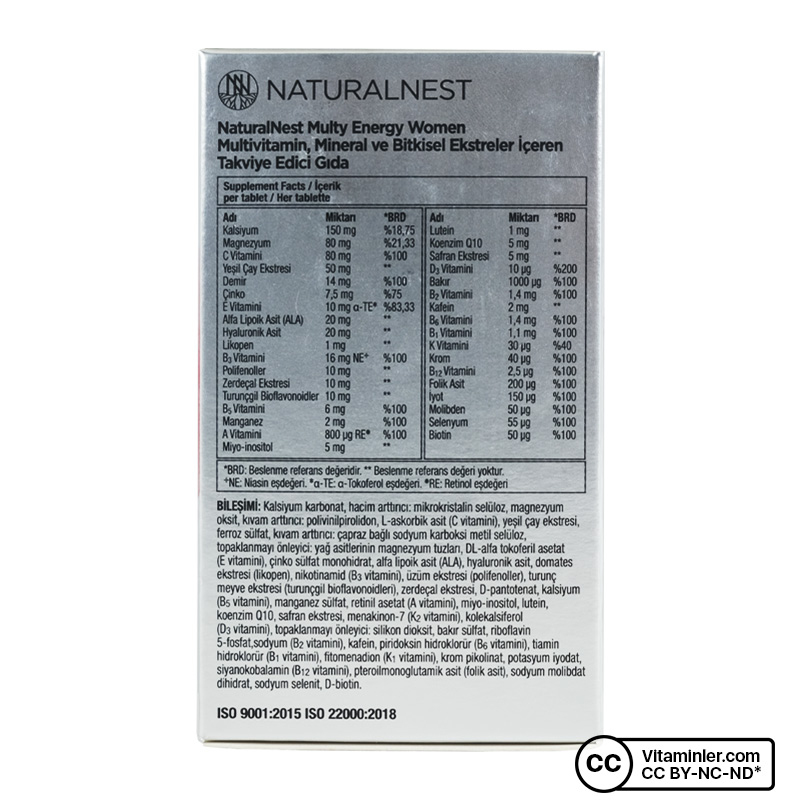 NATURALNEST
NaturalNest Multy Energy Women
Multivitamin, Mineral ve Bitkisel Ekstreler İçeren
Takviye Edici Gıda
Supplement Facts / İçerik
per tablet / Her tablette
Adı Miktarı *BRD
Kalsiyum 150 mg %18,75
Magnezyum 80 mg %21,33
C Vitamini 80 mg %100
Yeşil Çay Ekstresi 50 mg **
Demir 14 mg %100
Çinko 7,5 mg %75
E Vitamini 10 mg α-TE* %83,33
Alfa Lipoik Asit (ALA) 20 mg **
Hyaluronik Asit 20 mg **
Likopen 1 mg **
B3 Vitamini 16 mg NE+ %100
Polifenoller 10 mg **
Zerdeçal Ekstresi 10 mg **
Turunçgil Bioflavonoidler 10 mg **
B5 Vitamini 6 mg %100
Manganez 2 mg %100
A Vitamini 800 µg RE* %100
Miyo-inositol 5 mg **
Adı Miktarı *BRD
Lutein 1 mg **
Koenzim Q10 5 mg **
Safran Ekstresi 5 mg **
D3 Vitamini 10 µg %200
Bakır 1000 µg %100
B2 Vitamini 1,4 mg %100
Kafein 2 mg **
B6 Vitamini 1,4 mg %100
B1 Vitamini 1,1 mg %100
K Vitamini 30 µg %40
Krom 40 µg %100
B12 Vitamini 2,5 µg %100
Folik Asit 200 µg %100
İyot 150 µg %100
Molibden 50 µg %100
Selenyum 55 µg %100
Biotin 50 µg %100
*BRD: Beslenme referans değeridir. ** Beslenme referans değeri yoktur.
+NE: Niasin eşdeğeri. *α-TE: α-Tokoferol eşdeğeri. *RE: Retinol eşdeğeri
BİLEŞİMİ: Kalsiyum karbonat, hacim arttırıcı: mikrokristalin selüloz, magnezyum
oksit, kıvam arttırıcı: polivinilpirolidon, L-askorbik asit (C vitamini), yeşil çay ekstresi,
ferroz sülfat, kıvam arttırıcı: çapraz bağlı sodyum karboksi metil selüloz,
topaklanmayı önleyici: yağ asitlerinin magnezyum tuzları, DL-alfa tokoferil asetat
(E vitamini), çinko sülfat monohidrat, alfa lipoik asit (ALA), hyaluronik asit, domates
ekstresi (likopen), nikotinamid (B3 vitamini), üzüm ekstresi (polifenoller), turunç
meyve ekstresi (turunçgil bioflavonoidleri), zerdeçal ekstresi, D-pantotenat, kalsiyum
(B5 vitamini), manganez sülfat, retinil asetat (A vitamini), miyo-inositol, lutein,
koenzim Q10, safran ekstresi, menakinon-7 (K2 vitamini), kolekalsiferol
(D3 vitamini), topaklanmayı önleyici: silikon dioksit, bakır sülfat, riboflavin
5-fosfat,sodyum (B2 vitamini), kafein, piridoksin hidroklorür (B6 vitamini), tiamin
hidroklorür (B1 vitamini), fitomenadion (K1 vitamini), krom pikolinat, potasyum iyodat,
siyanokobalamin (B12 vitamini), pteroilmonoglutamik asit (folik asit), sodyum molibdat
dihidrat, sodyum selenit, D-biotin.
ISO 9001:2015 ISO 22000:2018
cc Vitaminler.com
CC BY-NC-ND*